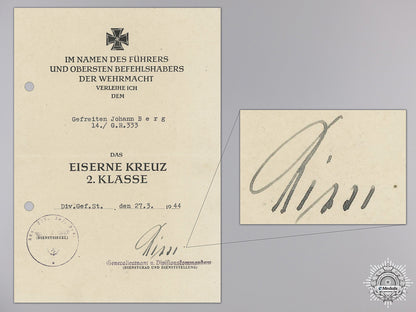 IM NAMEN DES FÜHRERS
UND OBERSTEN BEFEHLSHABERS
DER WEHRMACHT
VERLEIHE ICH
DEM
Gefreiten Johann Berg
14./ G.R.333
DAS
EISERNE KREUZ
2. KLASSE
Div.Gef.St. den 27.3. 1944
(DIENSTSIEGEL)
Generalleutnant u. Divisionskommandeur
(DIENSTGRAD UND DIENSTSTELLUNG)